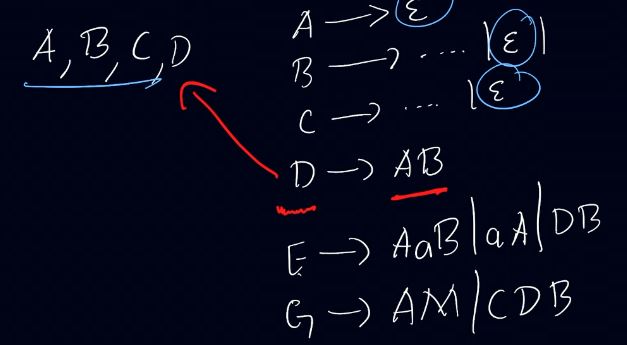 A, B, C, D
A → ε
B → .... | ε |
C → .... | ε
D → AB
E → AaB | aA | DB
G → AM | CDB